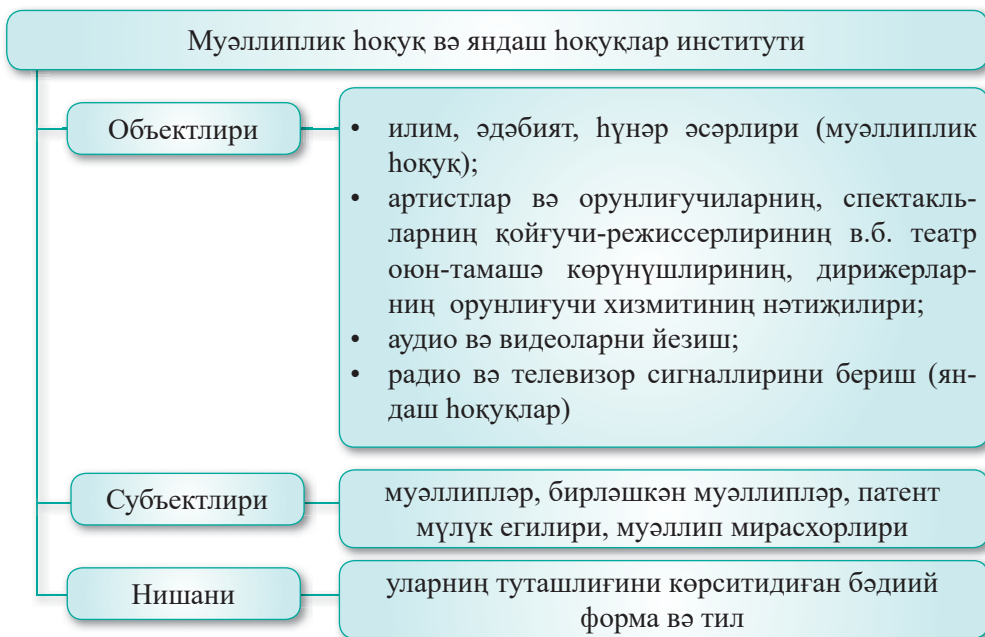 Муәллиплик һоқуқ вә яндаш һоқуқлар институти
Объектлири
• илим, әдәбият, һүнәр әсәрлири (муәллиплик
һоқуқ);
• артистлар вә орунлиғучиларниң, спектакль-
ларниң қойғучи-режиссерлириниң в.б. театр
оюн-тамашә көрүнүшлириниң, дирижерлар-
ниң орунлиғучи хизмитиниң нәтиҗилири;
• аудио вә видеоларни йезиш;
• радио вә телевизор сигналлирини бериш (ян-
даш һоқуқлар)
Субъектлири
муәллипләр, бирләшкән муәллипләр, патент
мүлүк егилири, муәллип мирасхорлири
Нишани
уларниң туташлиғини көрситидиған бәдиий
форма вә тил